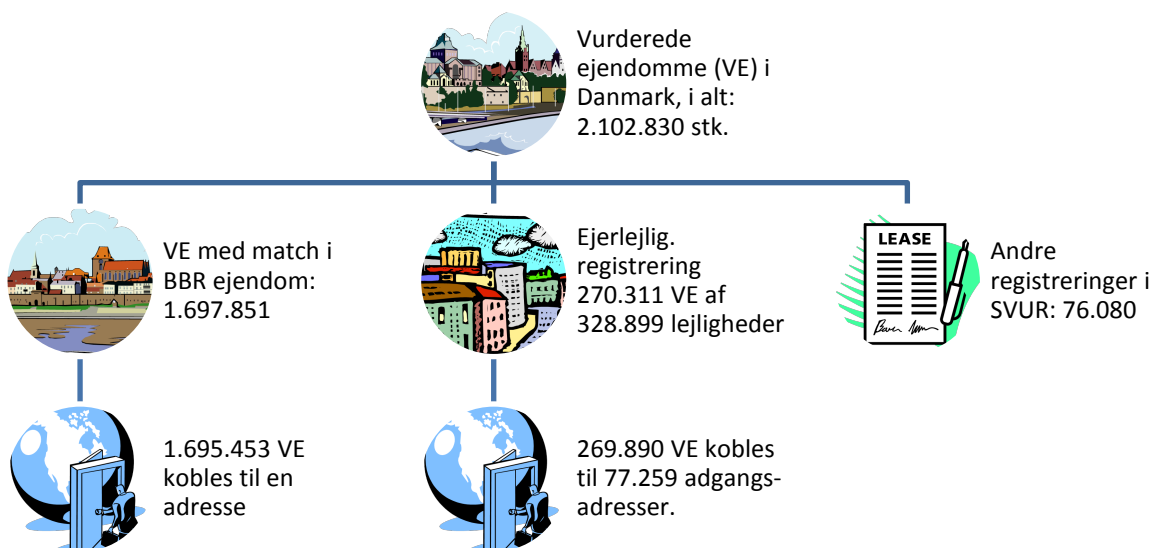 Vurderede
ejendomme (VE) i
Danmark, i alt:
2.102.830 stk.
VE med match i
BBR ejendom:
1.697.851
Ejerlejlig.
registrering
270.311 VE af
328.899 lejligheder
LEASE
Andre
registreringer i
SVUR: 76.080
1.695.453 VE
kobles til en
adresse
269.890 VE kobles
til 77.259 adgangs-
adresser.